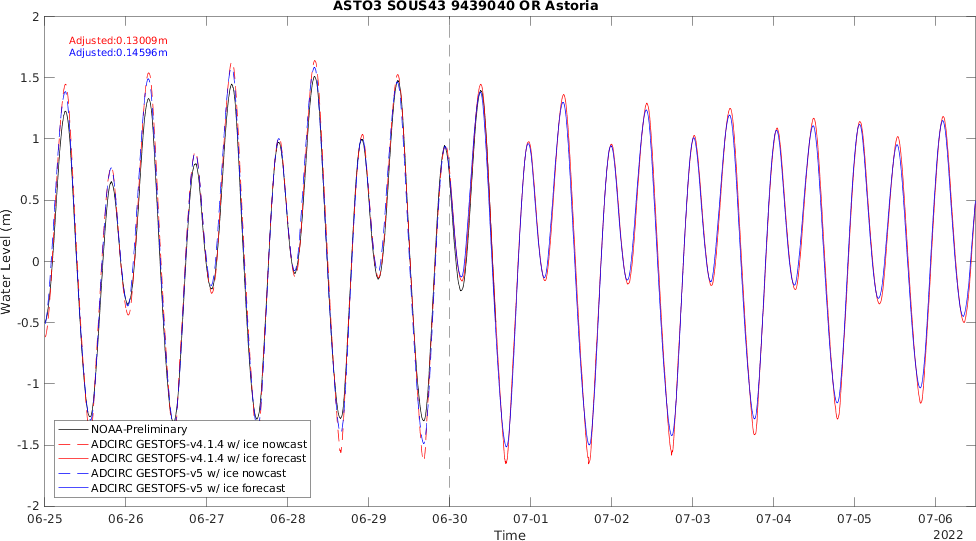 ASTO3 SOUS43 9439040 OR Astoria
Adjusted:0.13009m
Adjusted:0.14596m
Water Level (m)
2
1.5
1
0.5
0
-0.5
-1
-1.5
-2
NOAA-Preliminary
ADCIRC GESTOFS-v4.1.4 w/ ice nowcast
ADCIRC GESTOFS-v4.1.4 w/ ice forecast
ADCIRC GESTOFS-v5 w/ ice nowcast
ADCIRC GESTOFS-v5 w/ ice forecast
06-25 06-26 06-27 06-28 06-29 06-30 07-01 07-02 07-03 07-04 07-05 07-06
Time
2022